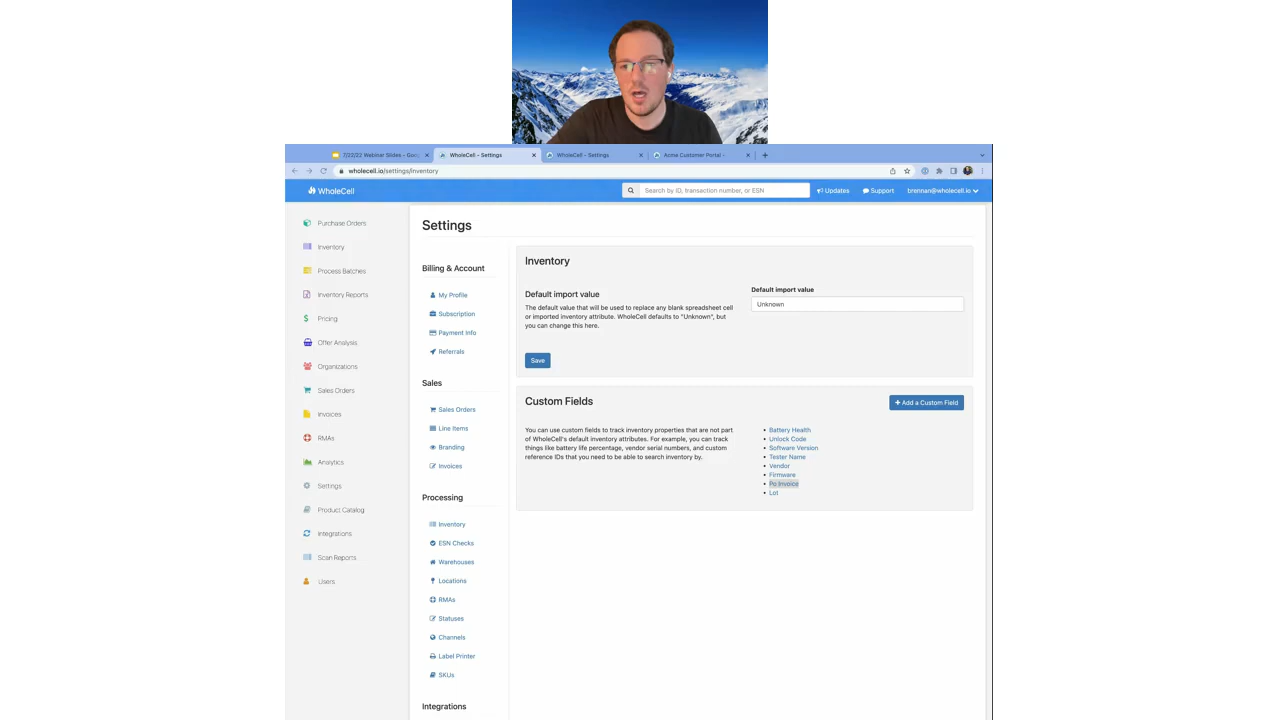 7/22/22 Webinar Slides - Goo
WholeCell - Settings
WholeCell - Settings
Acme Customer Portal -
wholecell.io/settings/inventory
WholeCell
Search by ID, transaction number, or ESN
Updates
Support
brennan@wholecell.io
Purchase Orders
Inventory
Process Batches
Inventory Reports
Pricing
Offer Analysis
Organizations
Sales Orders
Invoices
RMAs
Analytics
Settings
Product Catalog
Integrations
Scan Reports
Users
Settings
Billing & Account
My Profile
Subscription
Payment Info
Referrals
Sales
Sales Orders
Line Items
Branding
Invoices
Processing
Inventory
ESN Checks
Warehouses
Locations
RMAs
Statuses
Channels
Label Printer
SKUs
Integrations
Inventory
Default import value
The default value that will be used to replace any blank spreadsheet cell
or imported inventory attribute. WholeCell defaults to "Unknown", but
you can change this here.
Default import value
Unknown
Save
Custom Fields
+ Add a Custom Field
You can use custom fields to track inventory properties that are not part
of WholeCell's default inventory attributes. For example, you can track
things like battery life percentage, vendor serial numbers, and custom
reference IDs that you need to be able to search inventory by.
• Battery Health
• Unlock Code
• Software Version
• Tester Name
• Vendor
• Firmware
• Po Invoice
• Lot